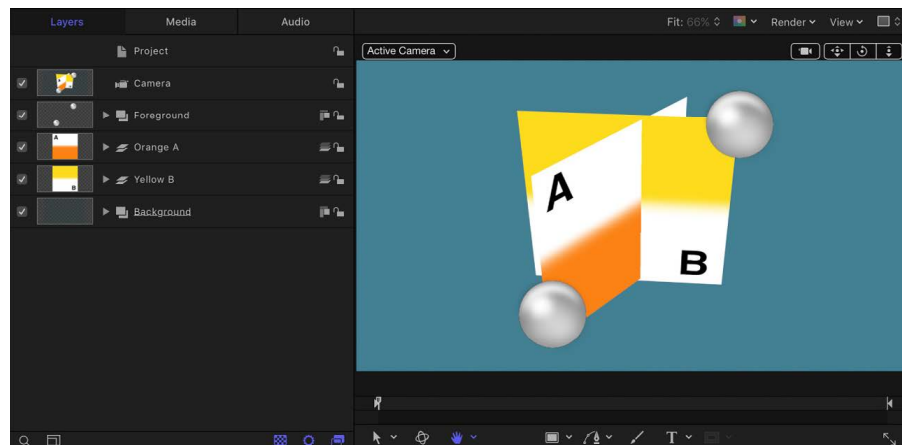 Layers Media Audio Fit: 66% Render View
Project
Active Camera
Camera
Foreground
A
Orange A
A
Yellow B
B
Background
B
T